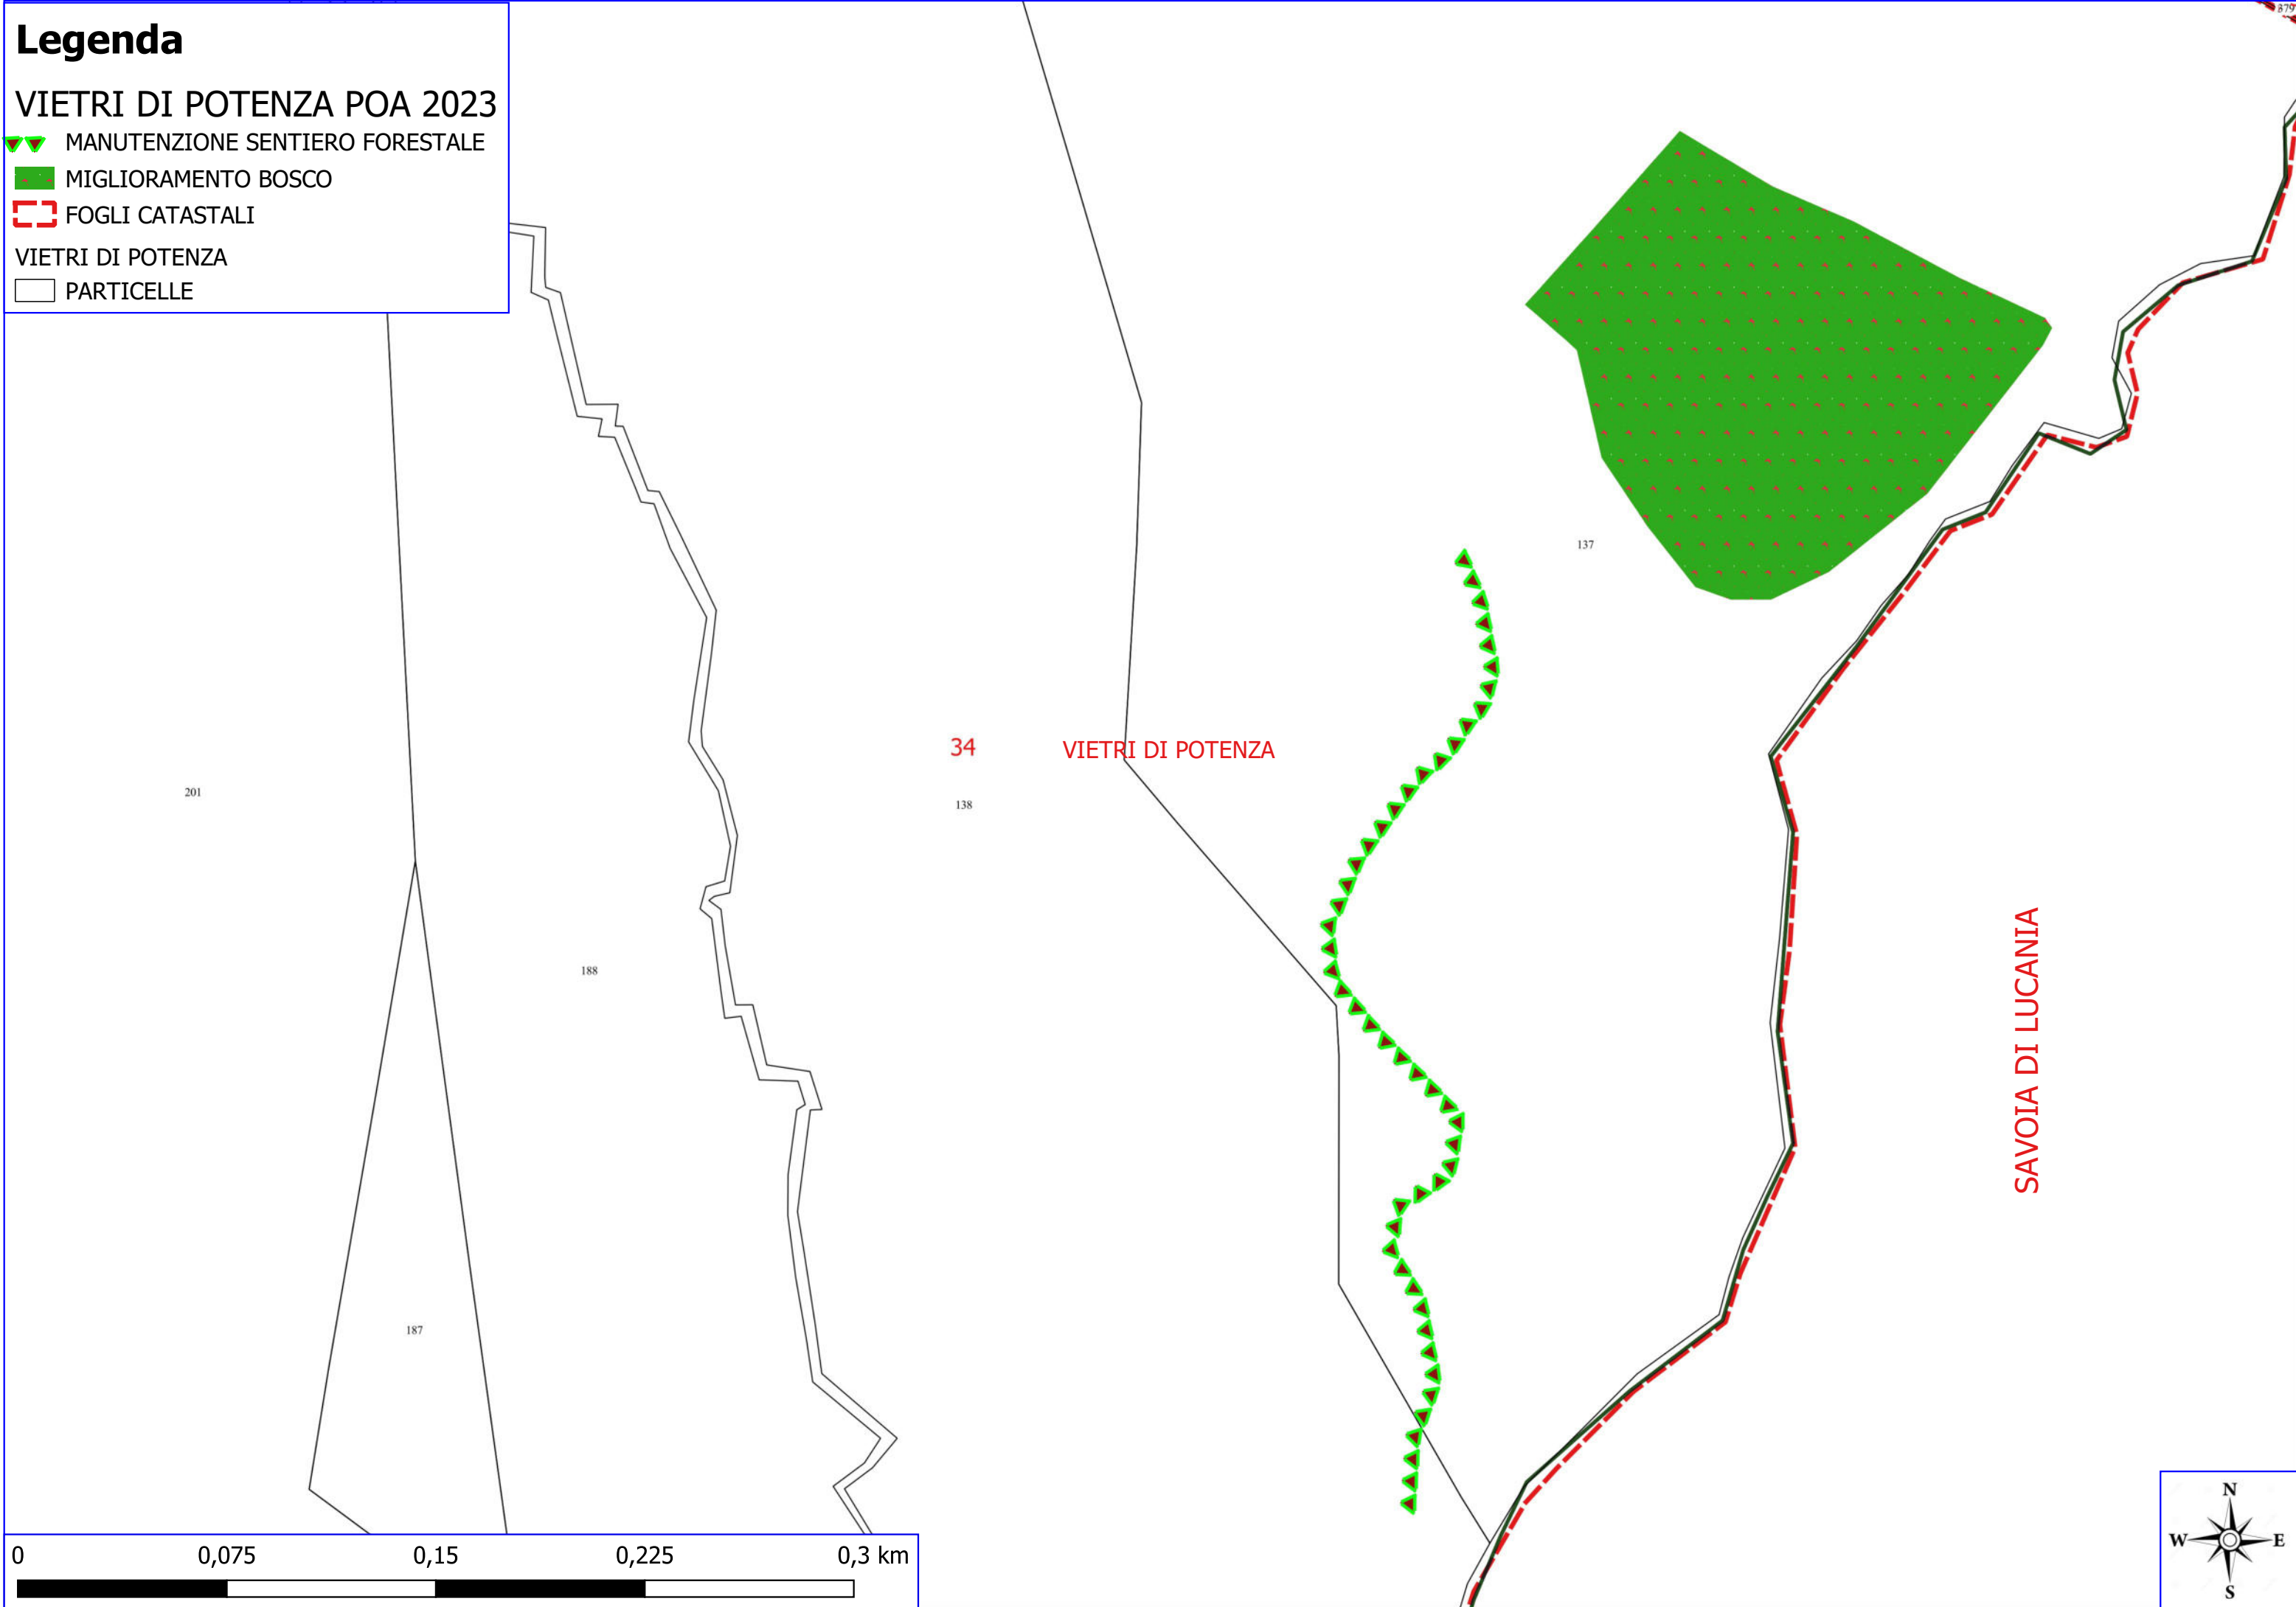 Legenda
VIETRI DI POTENZA POA 2023
MANUTENZIONE SENTIERO FORESTALE
MIGLIORAMENTO BOSCO
FOGLI CATASTALI
VIETRI DI POTENZA
PARTICELLE
379
137
34
VIETRI DI POTENZA
201
138
188
SAVOIA DI LUCANIA
187
N
W E
S
0 0,075 0,15 0,225 0,3 km